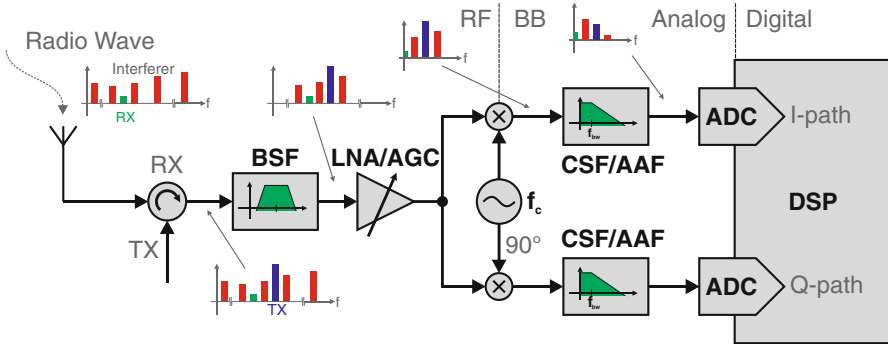 RF BB Analog Digital
Radio Wave
Interferer
f
RX
f
f
f
RX
BSF
LNA/AGC
f_bw
CSF/AAF
ADC
I-path
TX
f_c
90°
DSP
CSF/AAF
f_bw
ADC
Q-path
f
TX